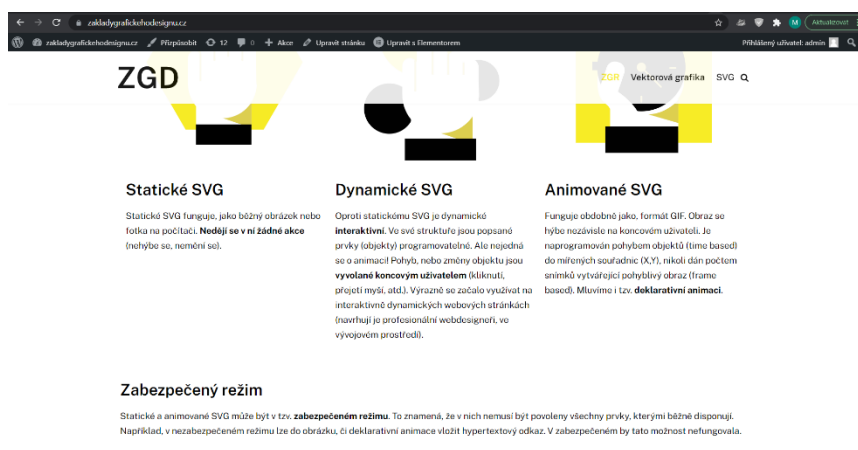 zakladygrafickehodesignu.cz
M
Aktualizovat
zakladygrafickehodesignu.cz Přizpůsobit 12 0 Akce Upravit stránku Upravit s Elementorem Přihlášený uživatel: admin
ZGD
ZGR Vektorová grafika SVG
Statické SVG
Statické SVG funguje, jako běžný obrázek nebo
fotka na počítači. Nedějí se v ní žádné akce
(nehýbe se, nemění se).
Dynamické SVG
Oproti statickému SVG je dynamické
interaktivní. Ve své struktuře jsou popsané
prvky (objekty) programovatelné. Ale nejedná
se o animaci! Pohyb, nebo změny objektu jsou
vyvolané koncovým uživatelem (kliknutí,
přejetí myší, atd.). Výrazně se začalo využívat na
interaktivně dynamických webových stránkách
(navrhují je profesionální webdesigneři, ve
vývojovém prostředí).
Animované SVG
Funguje obdobně jako, formát GIF. Obraz se
hýbe nezávisle na koncovém uživateli. Je
naprogramován pohybem objektů (time based)
do mířených souřadnic (X,Y), nikoli dán počtem
snímků vytvářející pohyblivý obraz (frame
based). Mluvíme i tzv. deklarativní animaci.
Zabezpečený režim
Statické a animované SVG může být v tzv. zabezpečeném režimu. To znamená, že v nich nemusí být povoleny všechny prvky, kterými běžně disponují.
Například, v nezabezpečeném režimu lze do obrázku, či deklarativní animace vložit hypertextový odkaz. V zabezpečeném by tato možnost nefungovala.